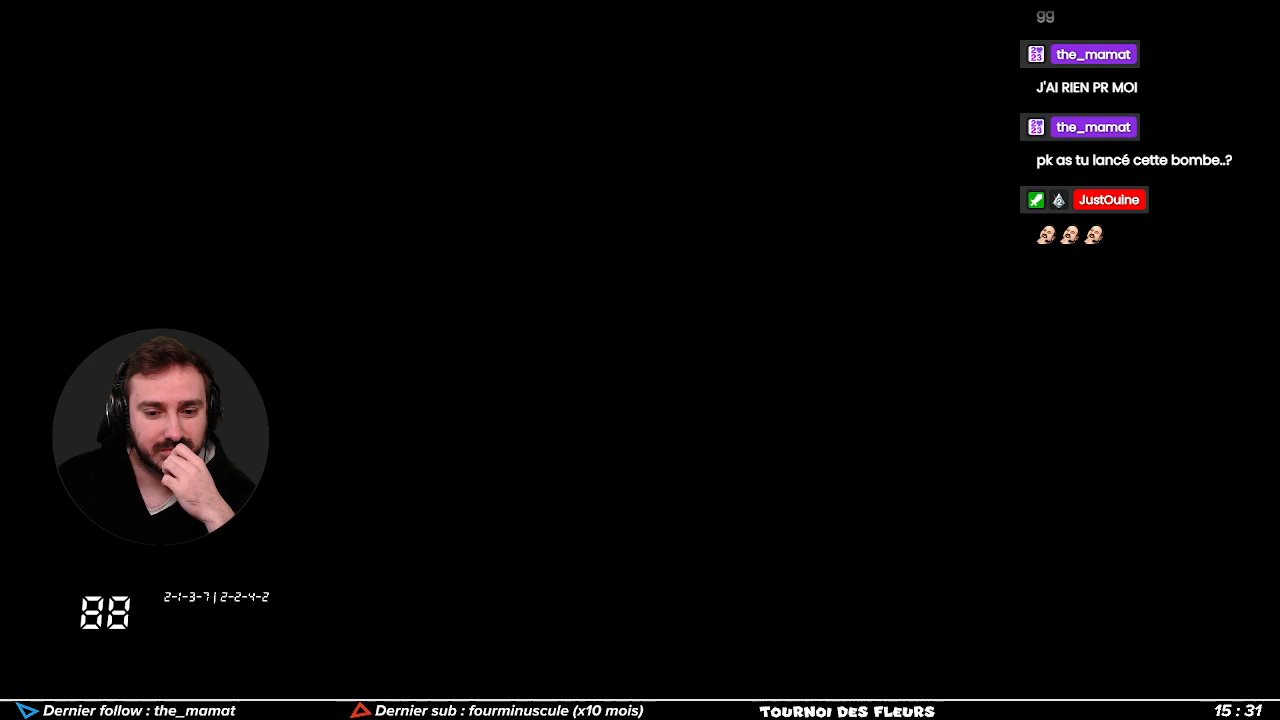 gg
the_mamat
J'AI RIEN PR MOI
the_mamat
pk as tu lancé cette bombe..?
JustOuine
88
2-1-3-7 | 2-2-4-2
Dernier follow : the_mamat
Dernier sub : fourminuscule (x10 mois)
TOURNOI DES FLEURS
15 : 31